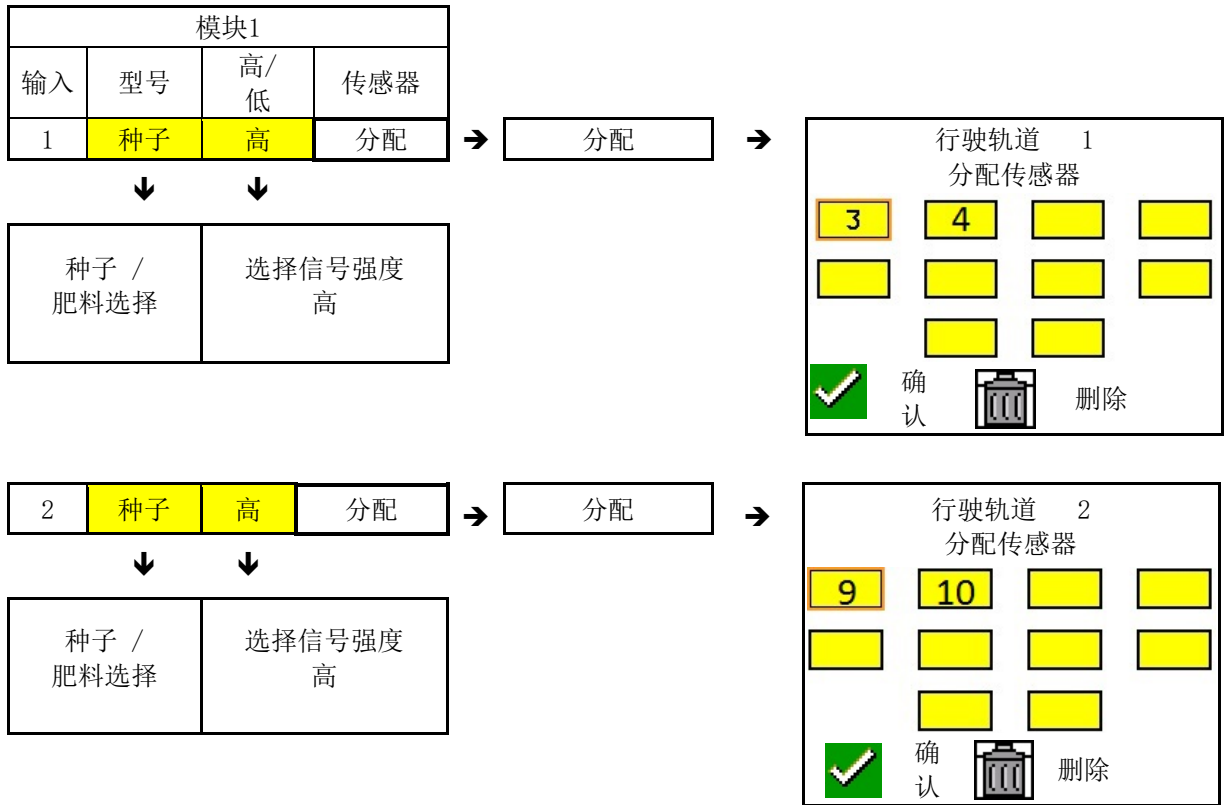 模块1
输入 型号 高/
低 传感器
1 种子 高 分配 分配
种子 /
肥料选择
选择信号强度
高
行驶轨道 1
分配传感器
3 4
确
认
删除
2 种子 高 分配 分配
种子 /
肥料选择
选择信号强度
高
行驶轨道 2
分配传感器
9 10
确
认
删除